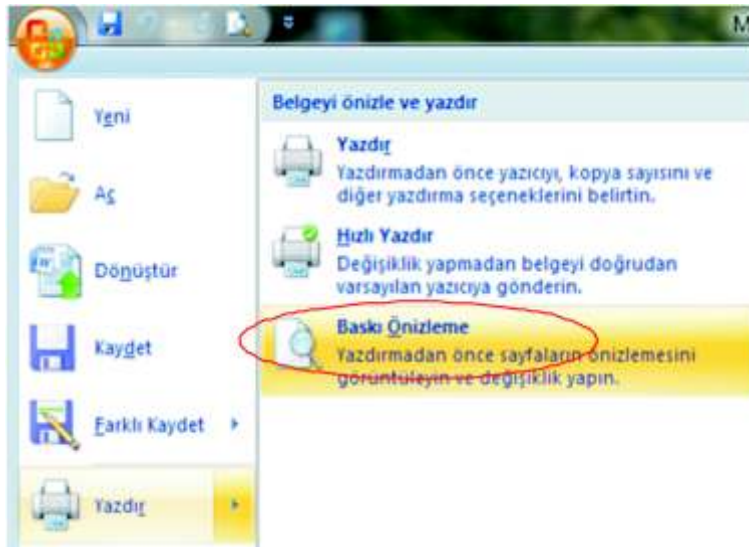 M
Yeni
Aç
Dönüştür
Kaydet
Farklı Kaydet
Yazdır
Belgeyi önizle ve yazdır
Yazdır
Yazdırmadan önce yazıcıyı, kopya sayısını ve
diğer yazdırma seçeneklerini belirtin.
Hızlı Yazdır
Değişiklik yapmadan belgeyi doğrudan
varsayılan yazıcıya gönderin.
Baskı Önizleme
Yazdırmadan önce sayfaların önizlemesini
görüntüleyin ve değişiklik yapın.